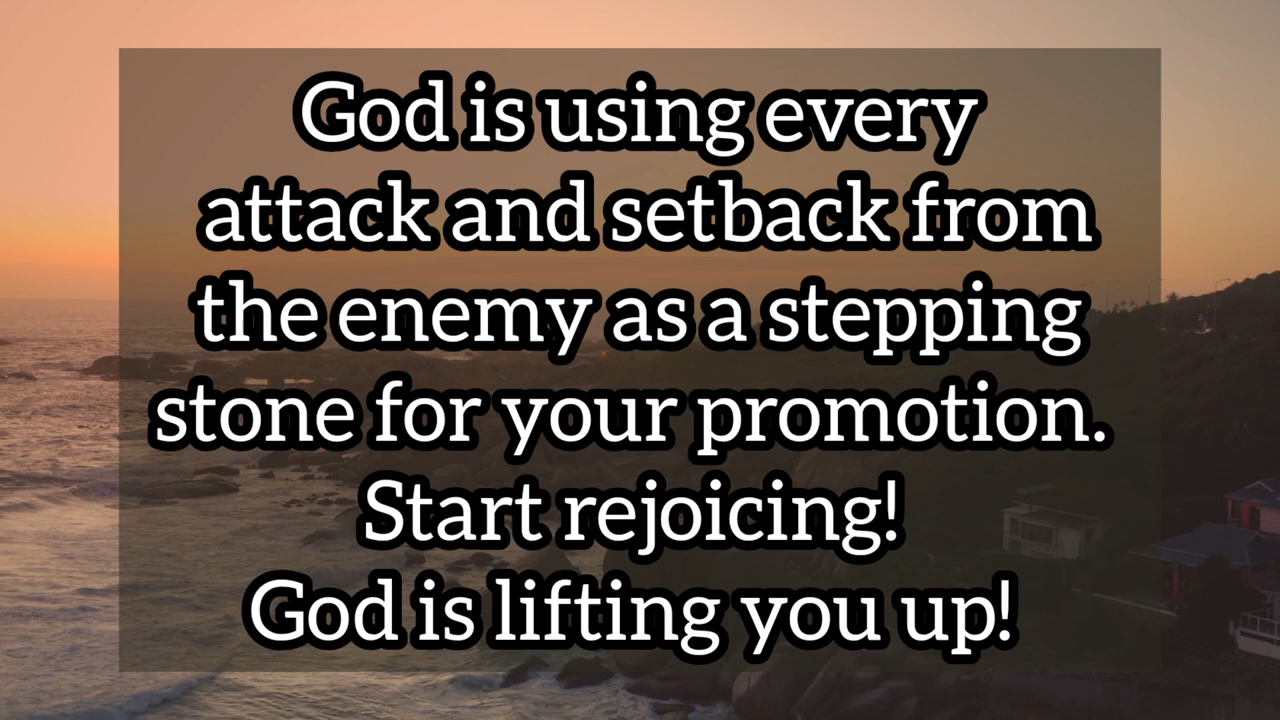 God is using every
attack and setback from
the enemy as a stepping
stone for your promotion.
Start rejoicing!
God is lifting you up!